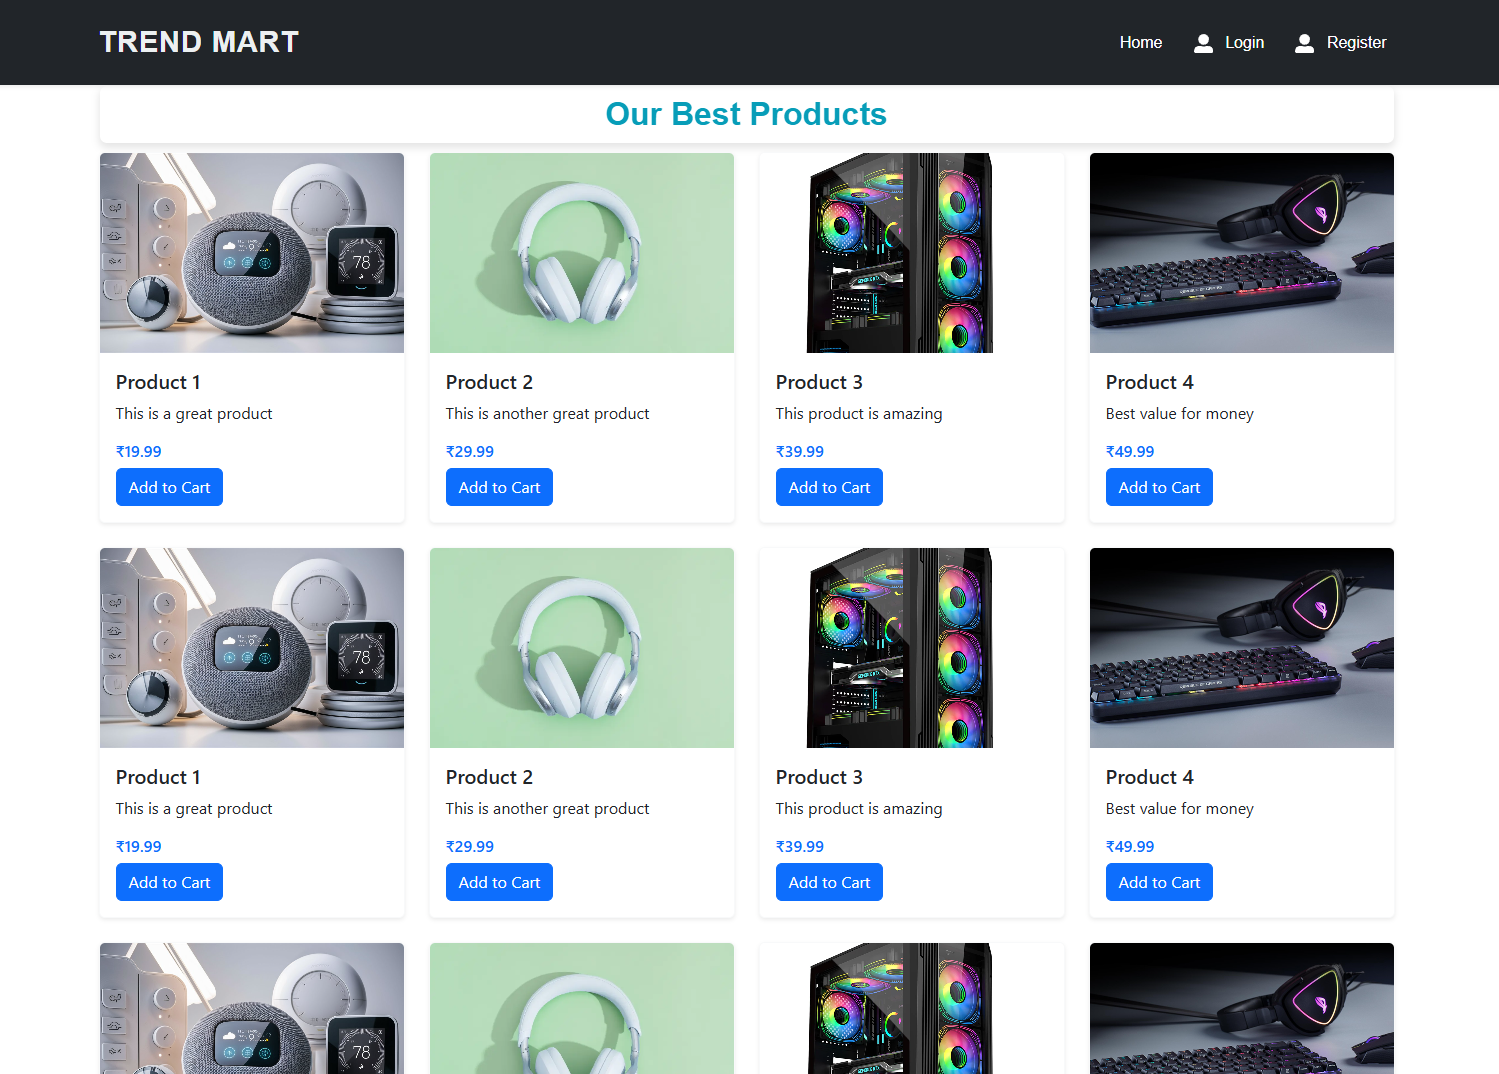 TREND MART
Home Login Register
Our Best Products
78
Product 1
This is a great product
₹19.99
Add to Cart
Product 2
This is another great product
₹29.99
Add to Cart
Product 3
This product is amazing
₹39.99
Add to Cart
Product 4
Best value for money
₹49.99
Add to Cart
78
Product 1
This is a great product
₹19.99
Add to Cart
Product 2
This is another great product
₹29.99
Add to Cart
Product 3
This product is amazing
₹39.99
Add to Cart
Product 4
Best value for money
₹49.99
Add to Cart
78